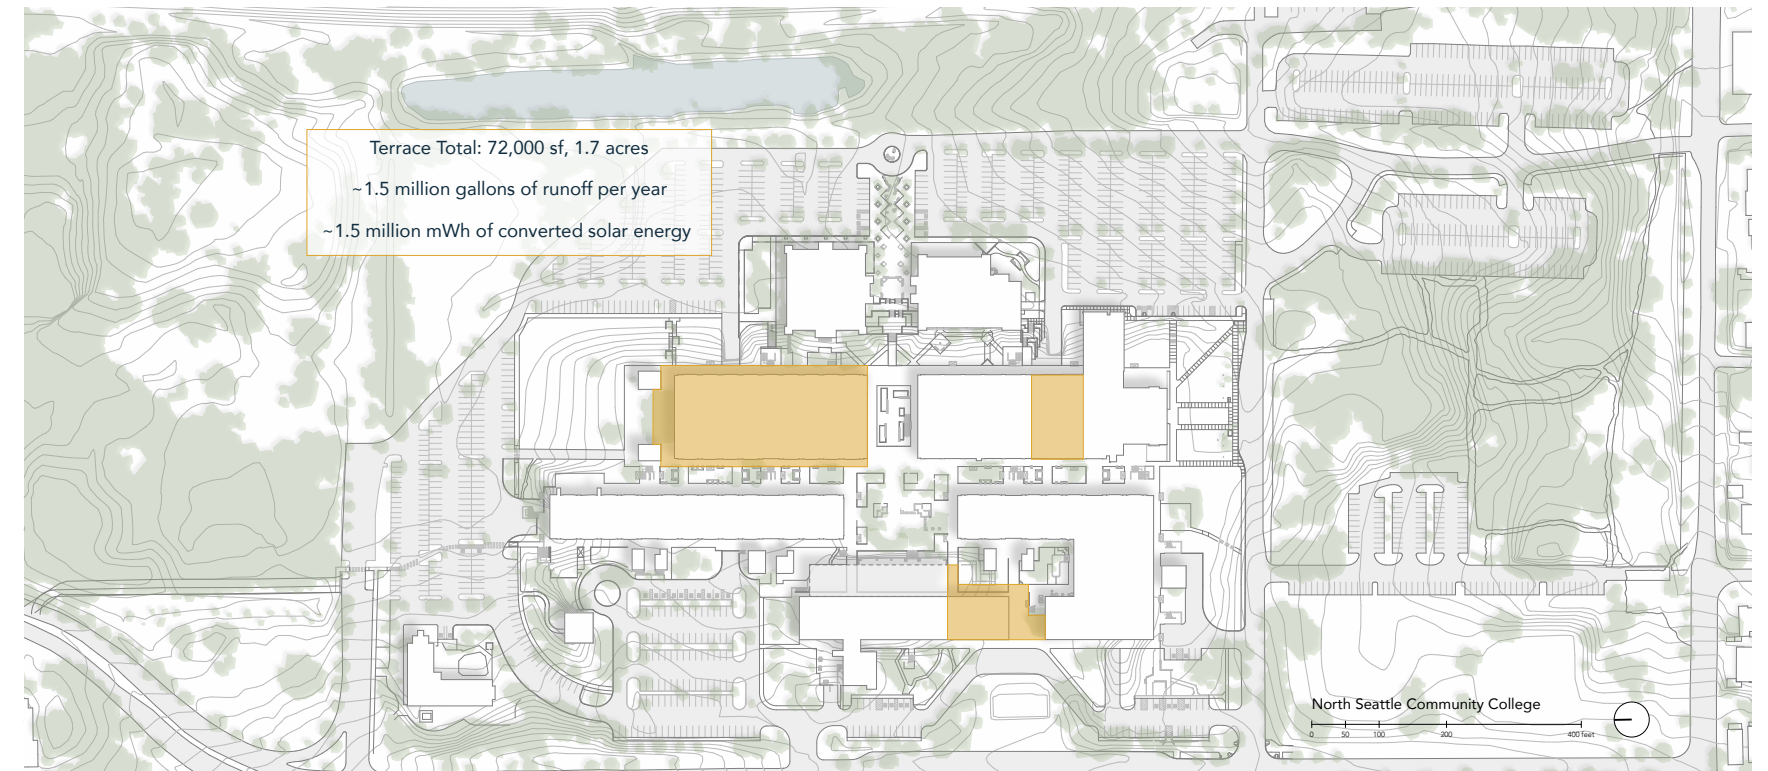 Terrace Total: 72,000 sf, 1.7 acres
~1.5 million gallons of runoff per year
~1.5 million mWh of converted solar energy
North Seattle Community College
0 50 100 200 400 feet